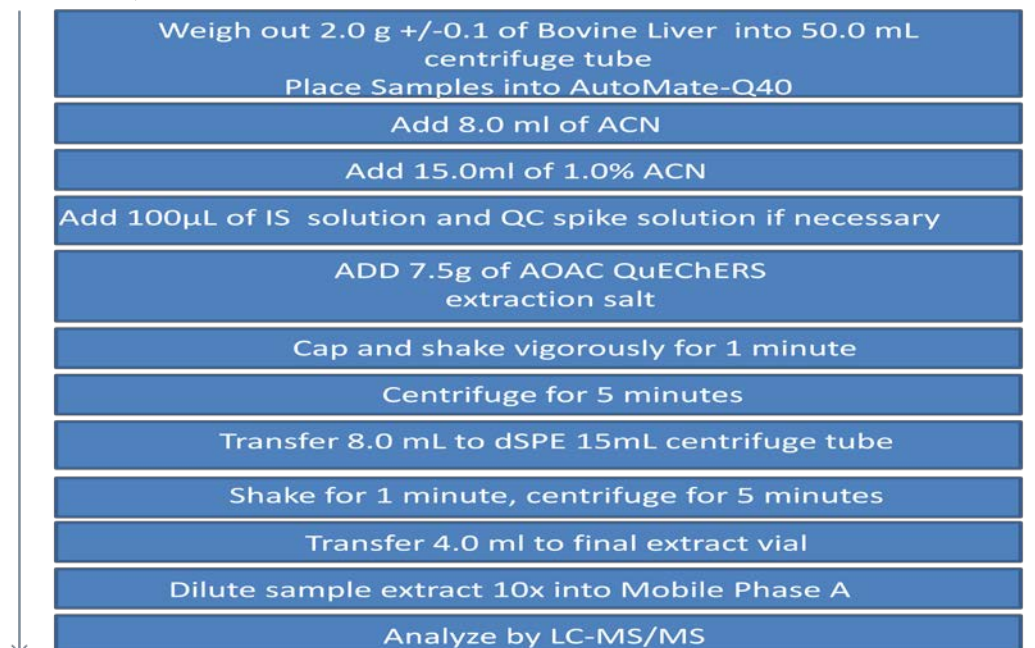 Weigh out 2.0 g +/-0.1 of Bovine Liver into 50.0 mL
centrifuge tube
Place Samples into AutoMate-Q40
Add 8.0 ml of ACN
Add 15.0ml of 1.0% ACN
Add 100µL of IS solution and QC spike solution if necessary
ADD 7.5g of AOAC QuEChERS
extraction salt
Cap and shake vigorously for 1 minute
Centrifuge for 5 minutes
Transfer 8.0 mL to dSPE 15mL centrifuge tube
Shake for 1 minute, centrifuge for 5 minutes
Transfer 4.0 ml to final extract vial
Dilute sample extract 10x into Mobile Phase A
Analyze by LC-MS/MS